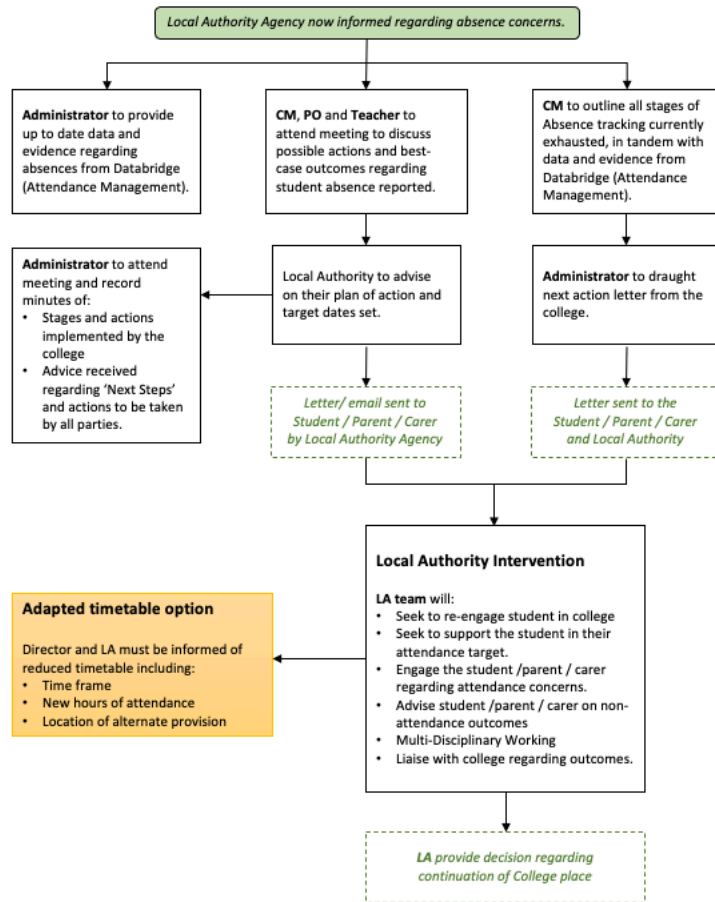 Local Authority Agency now informed regarding absence concerns.
Administrator to provide
up to date data and
evidence regarding
absences from Databridge
(Attendance Management).
CM, PO and Teacher to
attend meeting to discuss
possible actions and best-
case outcomes regarding
student absence reported.
CM to outline all stages of
Absence tracking currently
exhausted, in tandem with
data and evidence from
Databridge (Attendance
Management).
Administrator to attend
meeting and record
minutes of:
• Stages and actions
implemented by the
college
• Advice received
regarding ‘Next Steps’
and actions to be taken
by all parties.
Local Authority to advise
on their plan of action and
target dates set.
Administrator to draught
next action letter from the
college.
Letter/ email sent to
Student / Parent / Carer
by Local Authority Agency
Letter sent to the
Student / Parent / Carer
and Local Authority
Local Authority Intervention
LA team will:
• Seek to re-engage student in college
• Seek to support the student in their
attendance target.
• Engage the student /parent / carer
regarding attendance concerns.
• Advise student /parent / carer on non-
attendance outcomes
• Multi-Disciplinary Working
• Liaise with college regarding outcomes.
Adapted timetable option
Director and LA must be informed of
reduced timetable including:
• Time frame
• New hours of attendance
• Location of alternate provision
LA provide decision regarding
continuation of College place